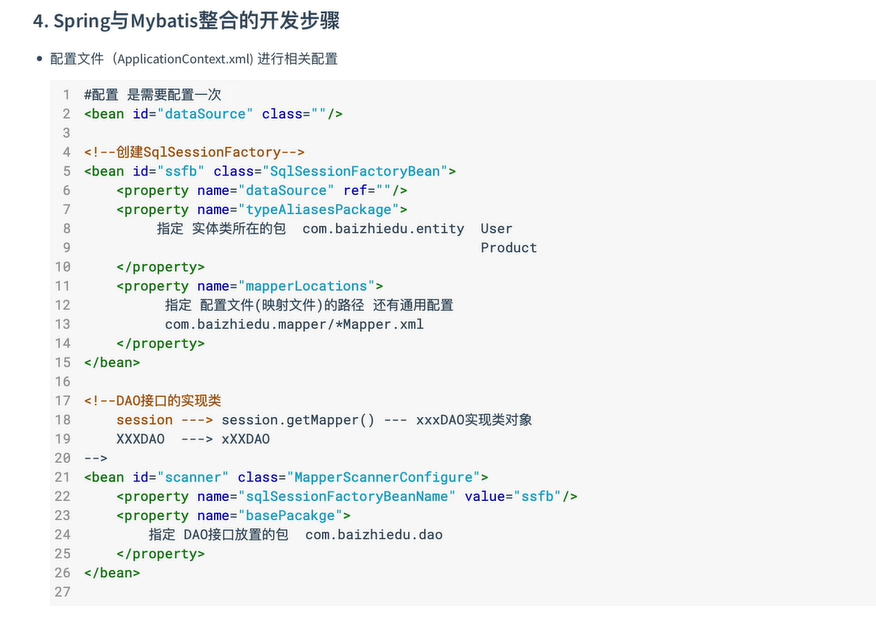 4. Spring与Mybatis整合的开发步骤
• 配置文件（ApplicationContext.xml) 进行相关配置
1 #配置 是需要配置一次
2 <bean id="dataSource" class=""/>
3
4 <!--创建SqlSessionFactory-->
5 <bean id="ssfb" class="SqlSessionFactoryBean">
6     <property name="dataSource" ref=""/>
7     <property name="typeAliasesPackage">
8          指定 实体类所在的包  com.baizhiedu.entity  User
9                                                  Product
10     </property>
11     <property name="mapperLocations">
12           指定 配置文件(映射文件)的路径 还有通用配置
13           com.baizhiedu.mapper/*Mapper.xml
14     </property>
15 </bean>
16
17 <!--DAO接口的实现类
18     session ---> session.getMapper() --- xxxDAO实现类对象
19     XXXDAO  ---> xXXDAO
20 -->
21 <bean id="scanner" class="MapperScannerConfigure">
22     <property name="sqlSessionFactoryBeanName" value="ssfb"/>
23     <property name="basePacakge">
24         指定 DAO接口放置的包  com.baizhiedu.dao
25     </property>
26 </bean>
27